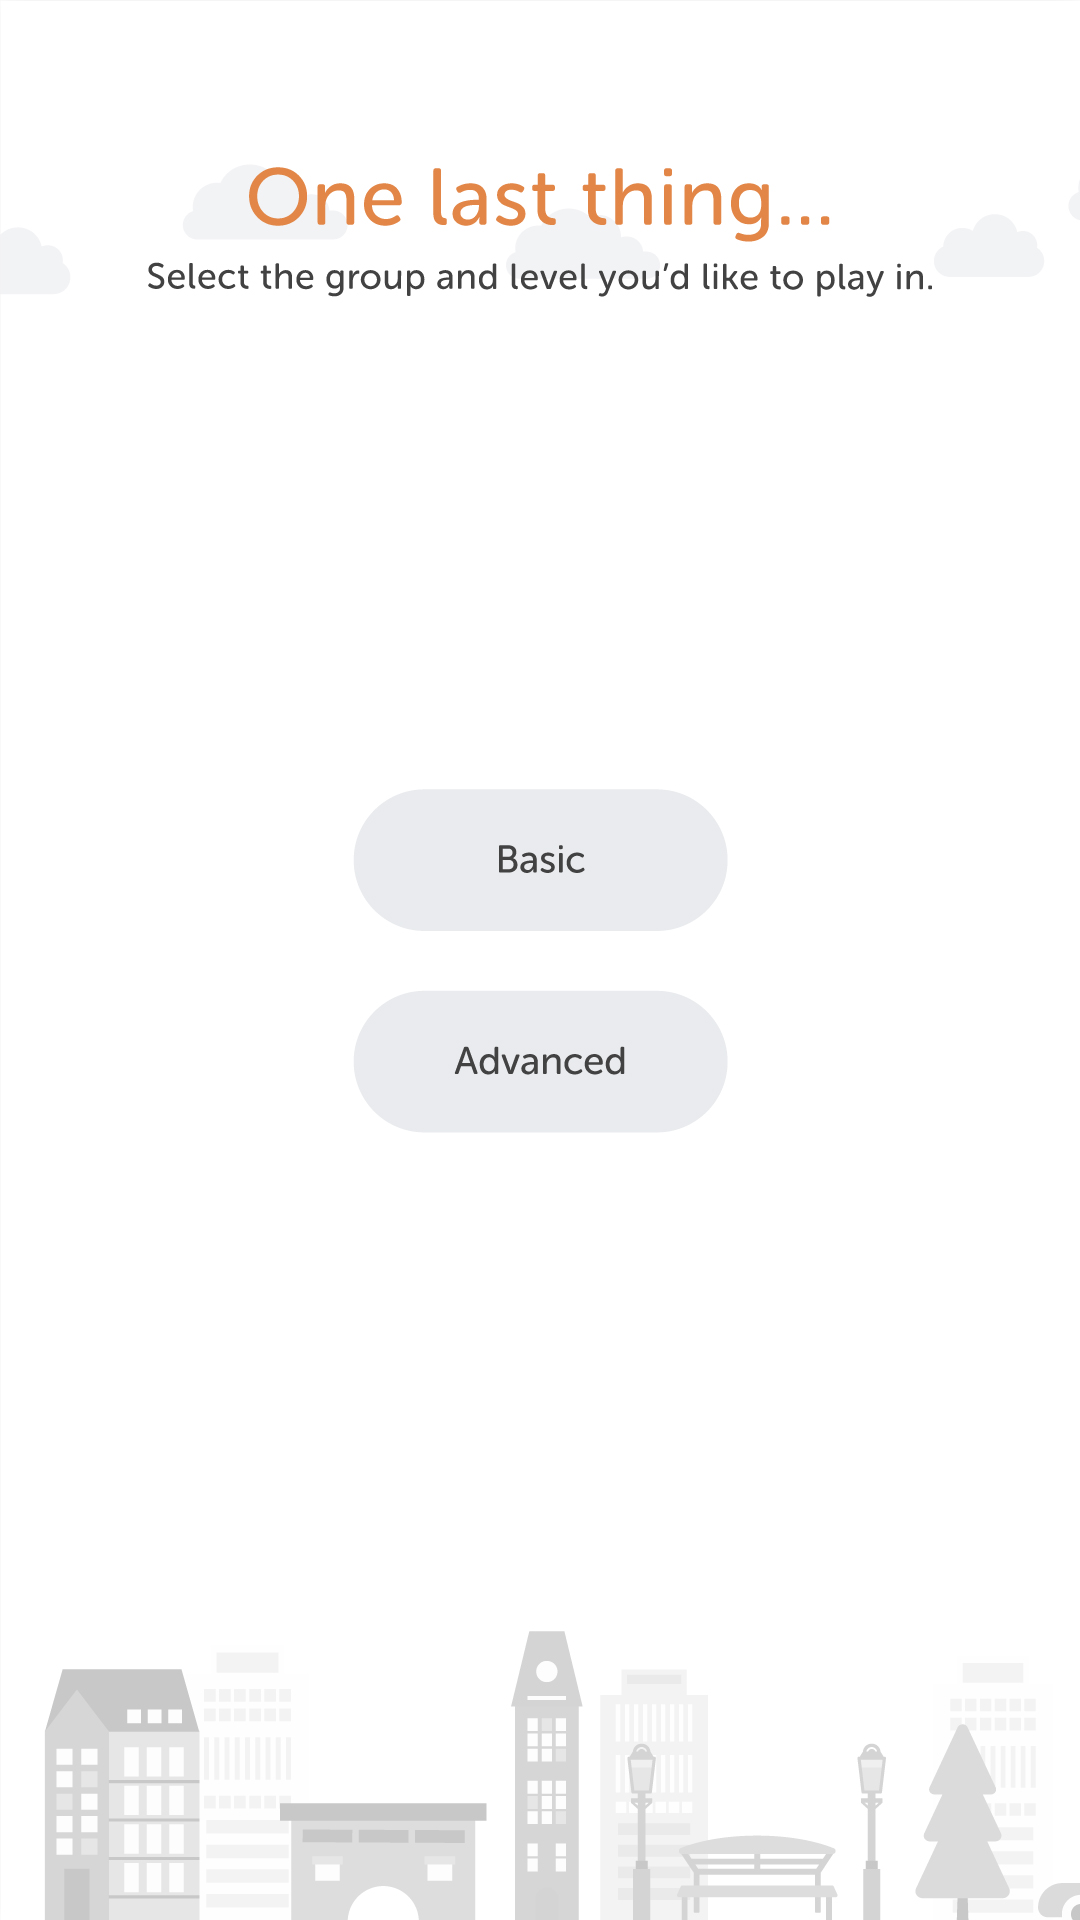 One last thing...
Select the group and level you’d like to play in.
Basic
Advanced